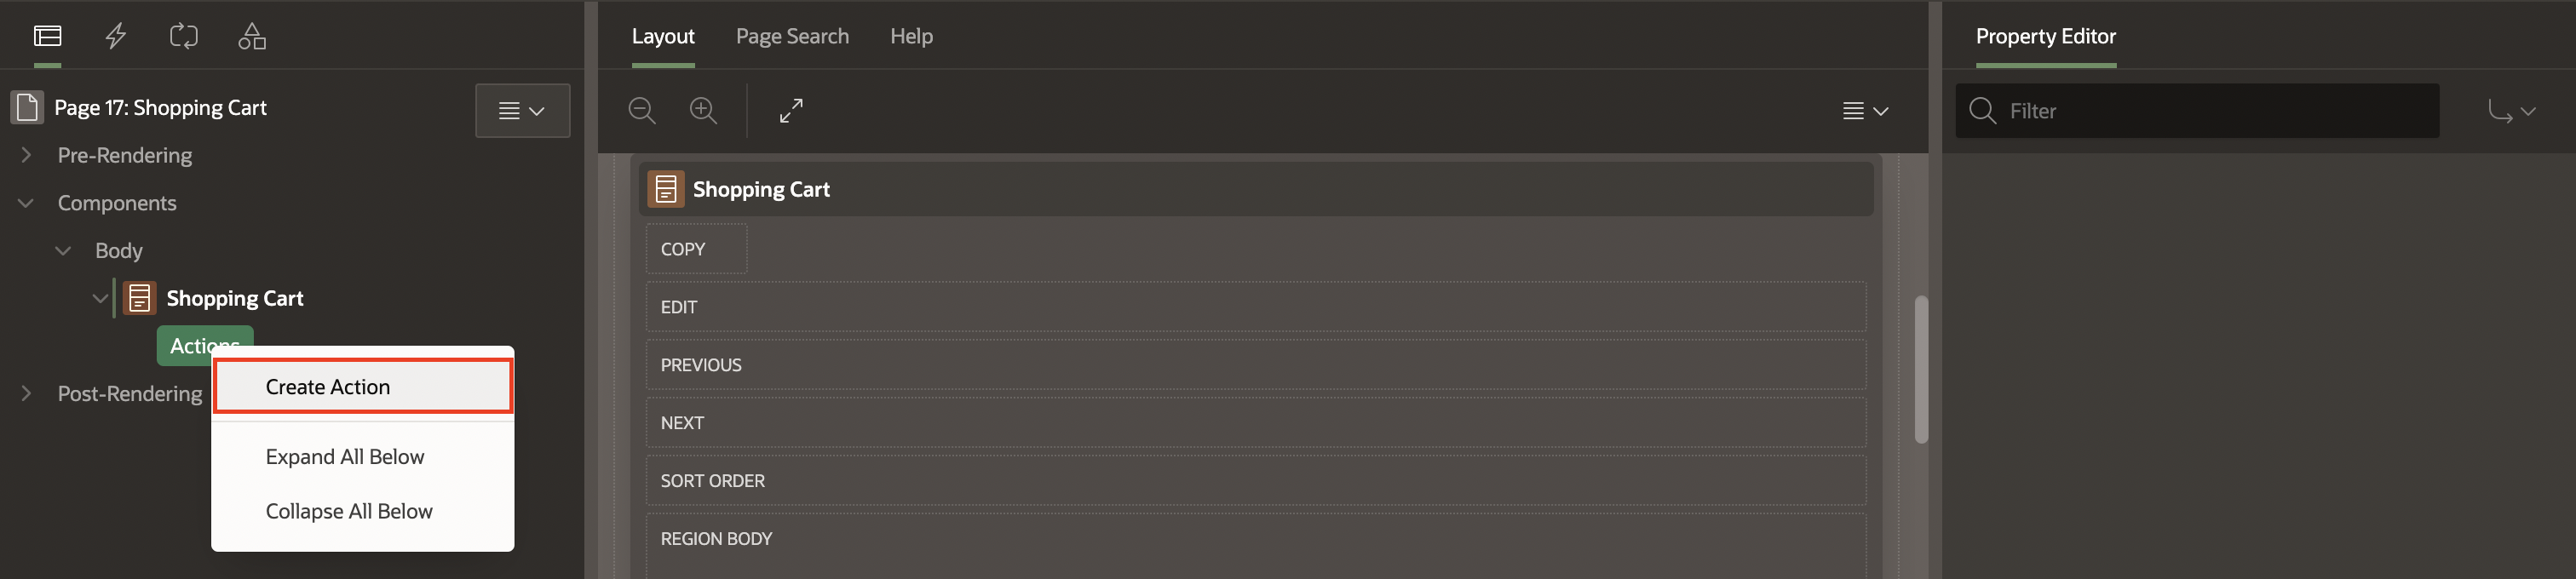 Layout Page Search Help
Property Editor
Page 17: Shopping Cart
Filter
Pre-Rendering
Components
Body
Shopping Cart
Actions
Post-Rendering
Create Action
Expand All Below
Collapse All Below
Shopping Cart
COPY
EDIT
PREVIOUS
NEXT
SORT ORDER
REGION BODY